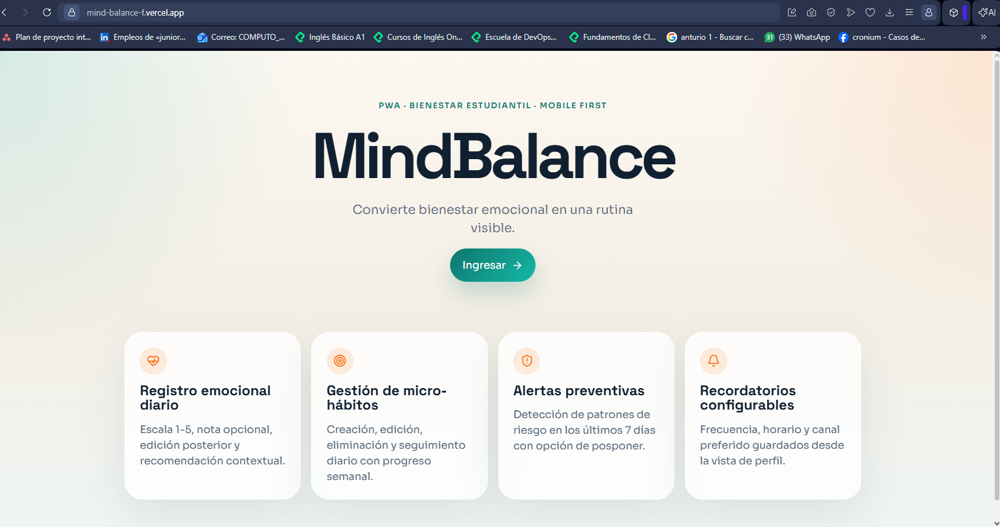 mind-balance-f.vercel.app
AI
Plan de proyecto int...
Empleos de «junior...
Correo: COMPUTO_...
Inglés Básico A1
Cursos de Inglés On...
Escuela de DevOps...
Fundamentos de Cl...
anturio 1 - Buscar c...
31
(33) WhatsApp
cronium - Casos de...
PWA · BIENESTAR ESTUDIANTIL · MOBILE FIRST
MindBalance
Convierte bienestar emocional en una rutina
visible.
Ingresar →
Registro emocional
diario
Escala 1-5, nota opcional,
edición posterior y
recomendación contextual.
Gestión de micro-
hábitos
Creación, edición,
eliminación y seguimiento
diario con progreso
semanal.
Alertas preventivas
Detección de patrones de
riesgo en los últimos 7 días
con opción de posponer.
Recordatorios
configurables
Frecuencia, horario y canal
preferido guardados desde
la vista de perfil.